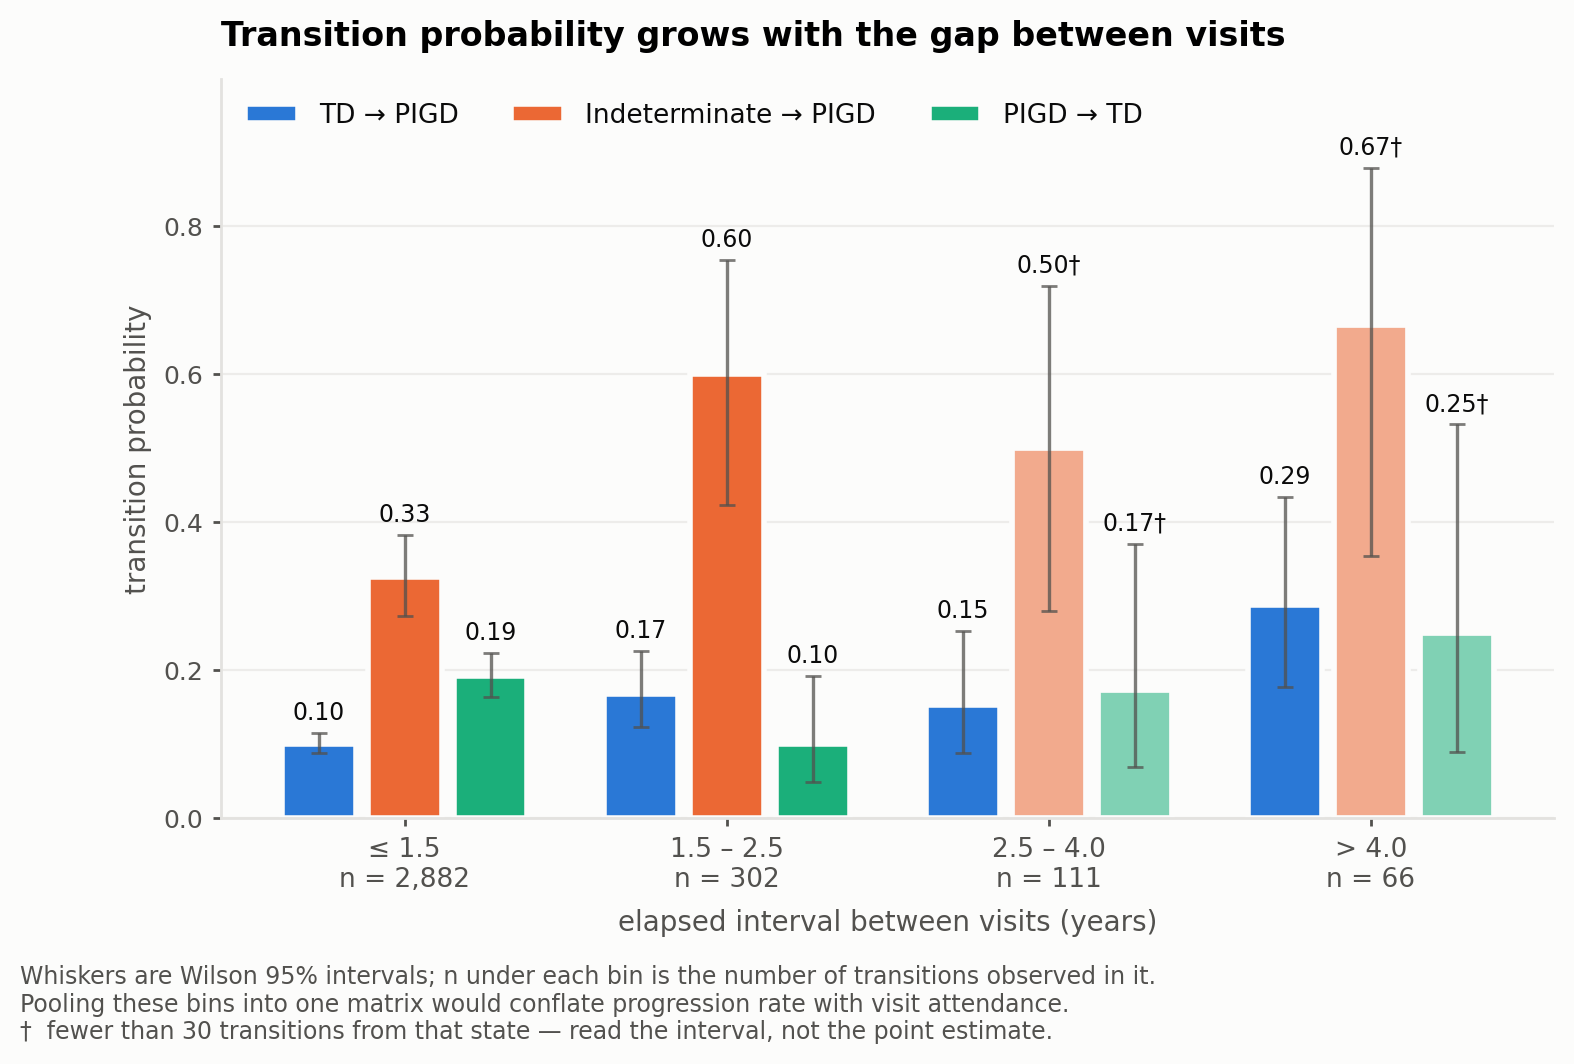 Transition probability grows with the gap between visits
TD → PIGD
Indeterminate → PIGD
PIGD → TD
transition probability
0.8
0.6
0.4
0.2
0.0
0.10
0.33
0.19
0.17
0.60
0.10
0.15
0.50†
0.17†
0.29
0.67†
0.25†
≤ 1.5
n = 2,882
1.5 – 2.5
n = 302
2.5 – 4.0
n = 111
> 4.0
n = 66
elapsed interval between visits (years)
Whiskers are Wilson 95% intervals; n under each bin is the number of transitions observed in it.
Pooling these bins into one matrix would conflate progression rate with visit attendance.
† fewer than 30 transitions from that state — read the interval, not the point estimate.